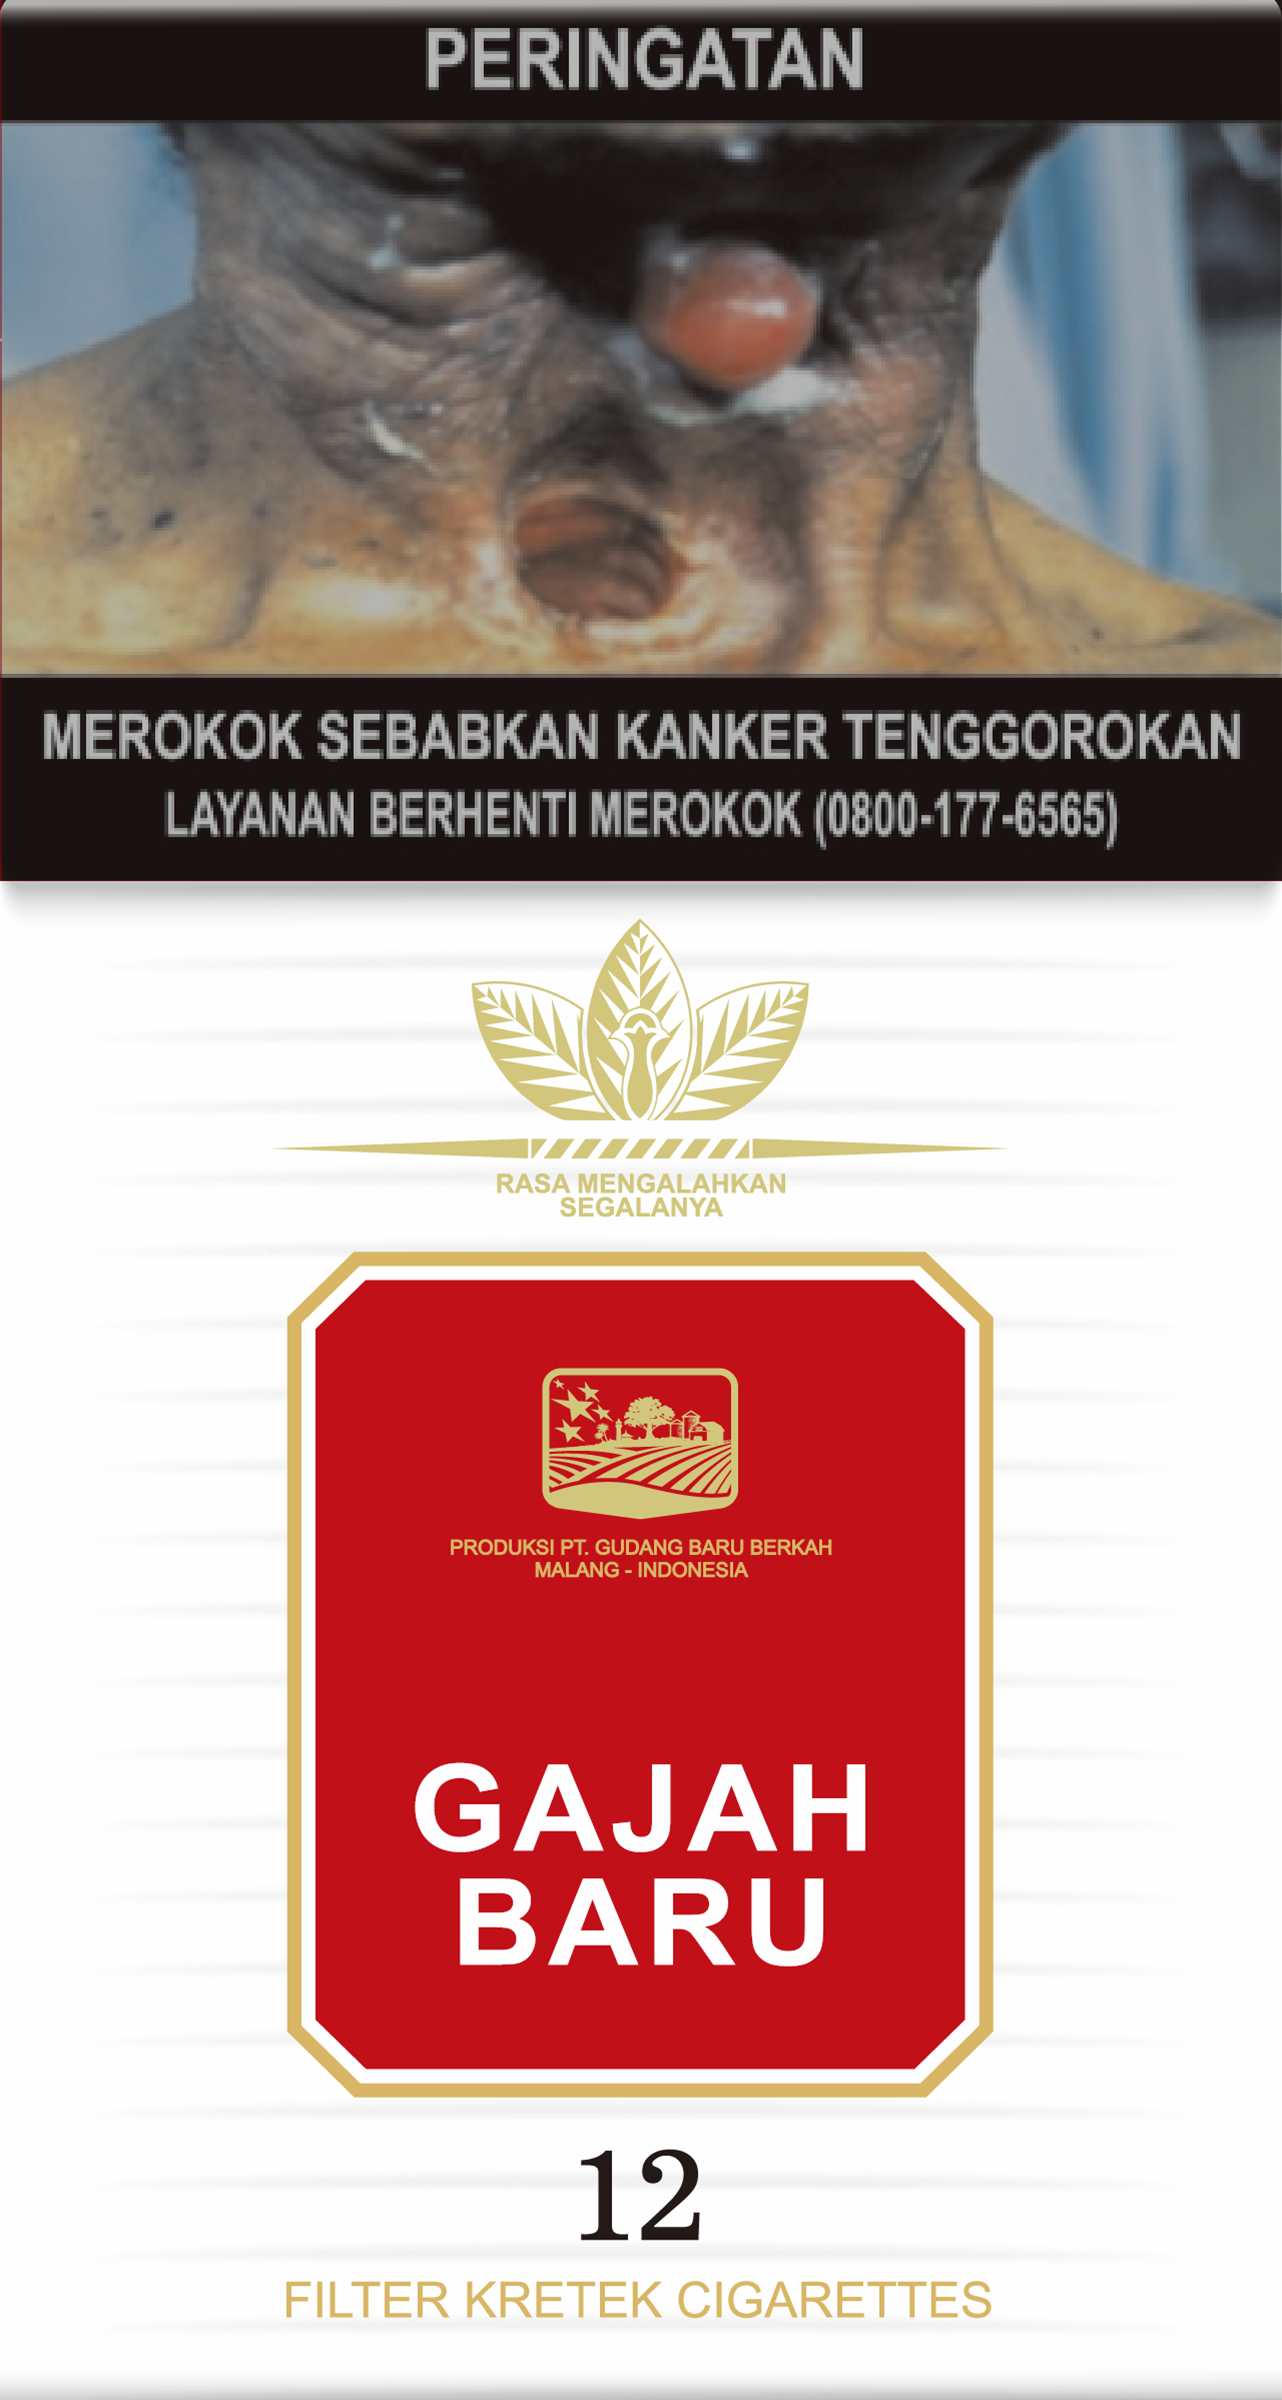 PERINGATAN
MEROKOK SEBABKAN KANKER TENGGOROKAN
LAYANAN BERHENTI MEROKOK (0800-177-6565)
RASA MENGALAHKAN
SEGALANYA
PRODUKSI PT. GUDANG BARU BERKAH
MALANG - INDONESIA
GAJAH
BARU
12
FILTER KRETEK CIGARETTES